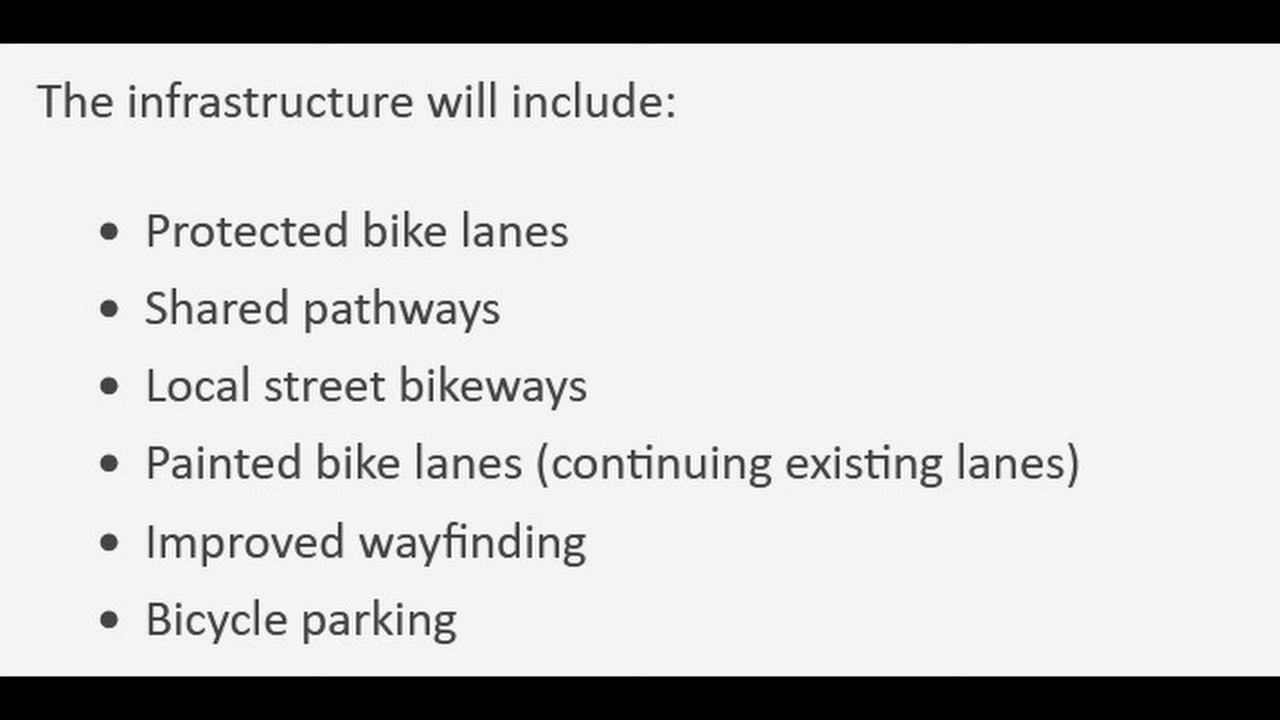 The infrastructure will include:
• Protected bike lanes
• Shared pathways
• Local street bikeways
• Painted bike lanes (continuing existing lanes)
• Improved wayfinding
• Bicycle parking